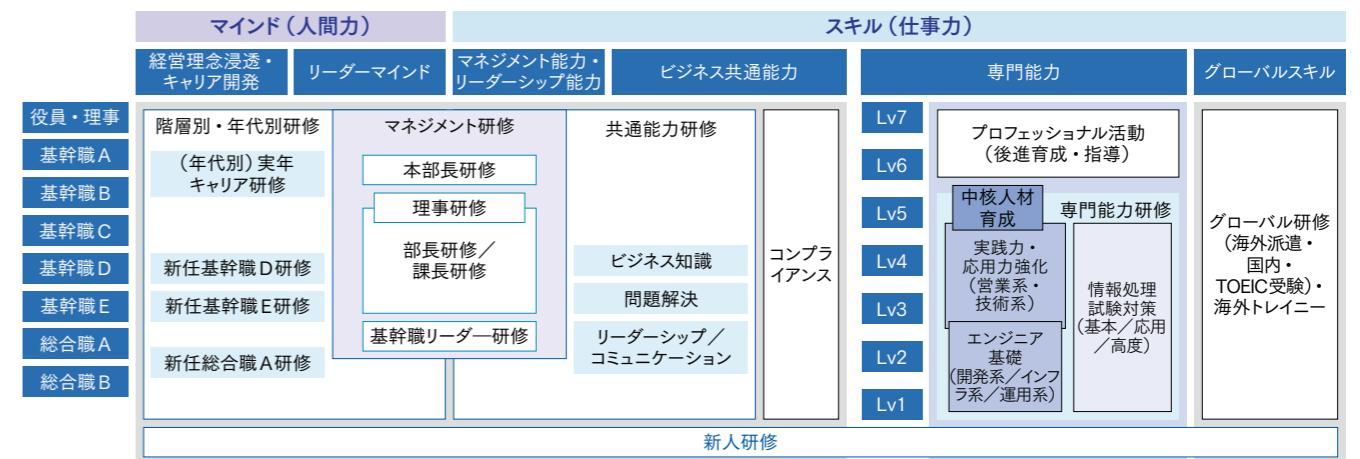 マインド（人間力）
スキル（仕事力）
経営理念浸透・
キャリア開発
リーダーマインド
マネジメント能力・
リーダーシップ能力
ビジネス共通能力
専門能力
グローバルスキル
役員・理事
基幹職A
基幹職B
基幹職C
基幹職D
基幹職E
総合職A
総合職B
階層別・年代別研修
（年代別）実年
キャリア研修
新任基幹職D研修
新任基幹職E研修
新任総合職A研修
マネジメント研修
本部長研修
理事研修
部長研修／
課長研修
基幹職リーダー研修
共通能力研修
ビジネス知識
問題解決
リーダーシップ／
コミュニケーション
コンプラ
イアンス
Lv7
Lv6
Lv5
Lv4
Lv3
Lv2
Lv1
プロフェッショナル活動
（後進育成・指導）
中核人材
育成
専門能力研修
実践力・
応用力強化
（営業系・
技術系）
エンジニア
基礎
（開発系／インフ
ラ系／運用系）
情報処理
試験対策
（基本／応用
／高度）
グローバル研修
（海外派遣・
国内・
TOEIC受験）・
海外トレイニー
新人研修